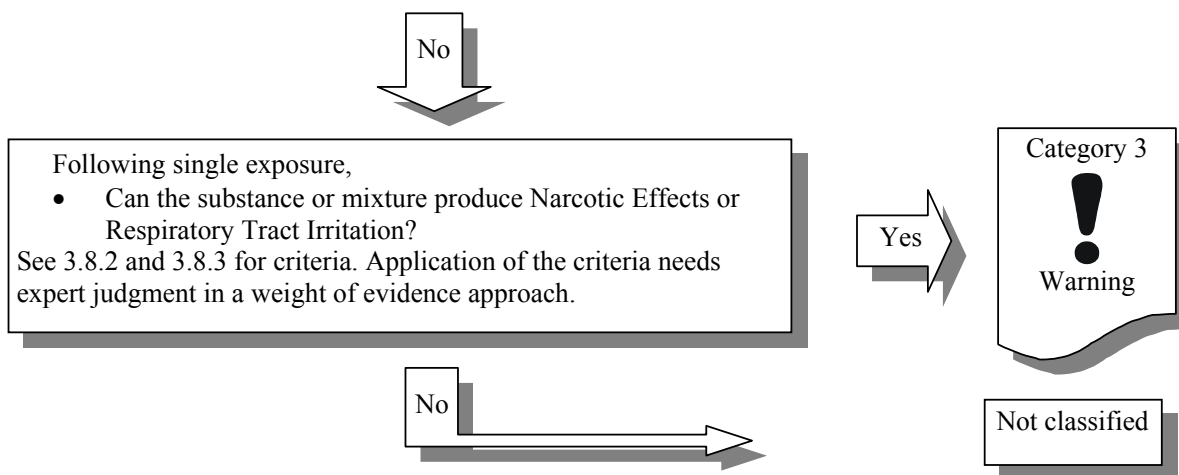 No
Following single exposure,
• Can the substance or mixture produce Narcotic Effects or
Respiratory Tract Irritation?
See 3.8.2 and 3.8.3 for criteria. Application of the criteria needs
expert judgment in a weight of evidence approach.
Yes
Category 3
Warning
No
Not classified